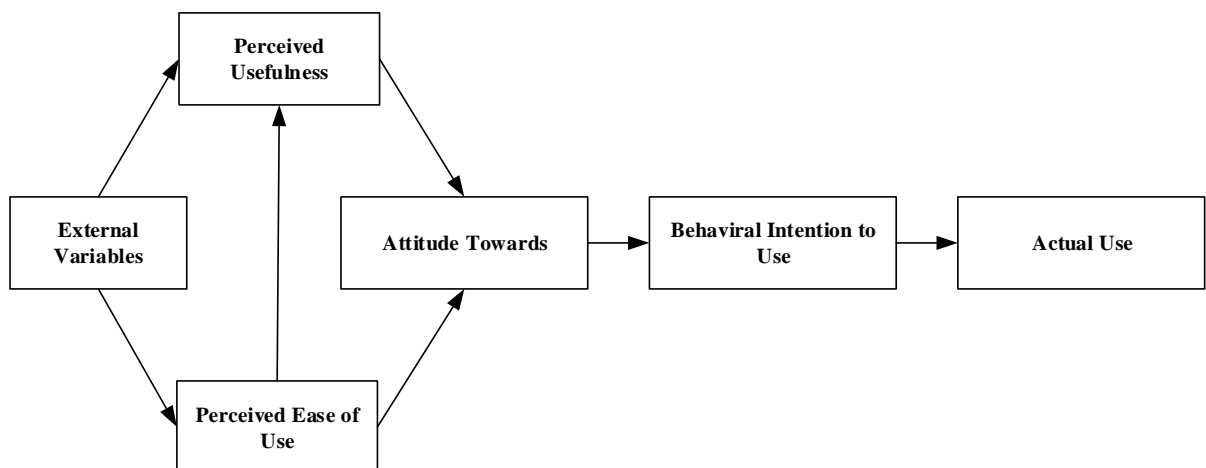 Perceived
Usefulness
External
Variables
Attitude Towards
Behaviral Intention to
Use
Actual Use
Perceived Ease of
Use